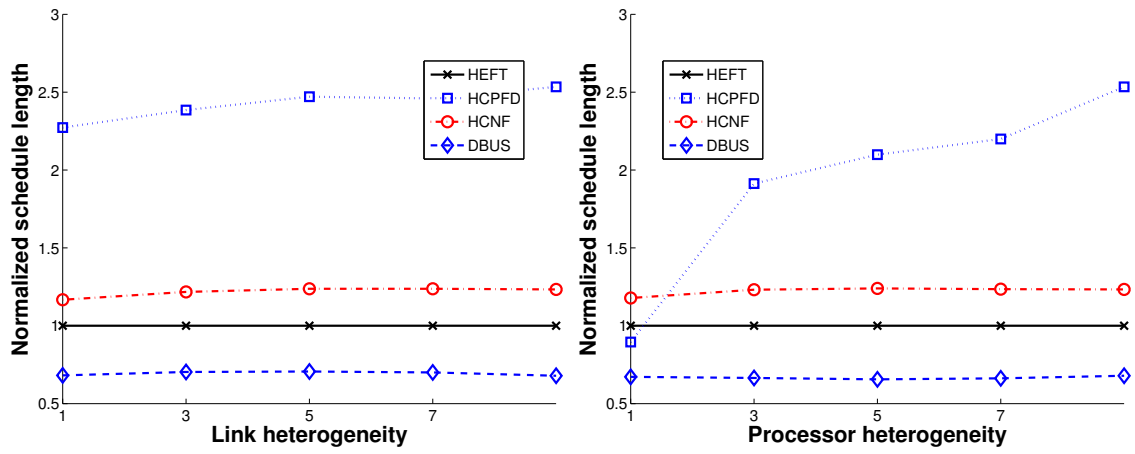 3
2.5
2
1.5
1
0.5
1
3
5
7
Normalized schedule length
Link heterogeneity
HEFT
HCPFD
HCNF
DBUS
3
2.5
2
1.5
1
0.5
1
3
5
7
Normalized schedule length
Processor heterogeneity
HEFT
HCPFD
HCNF
DBUS